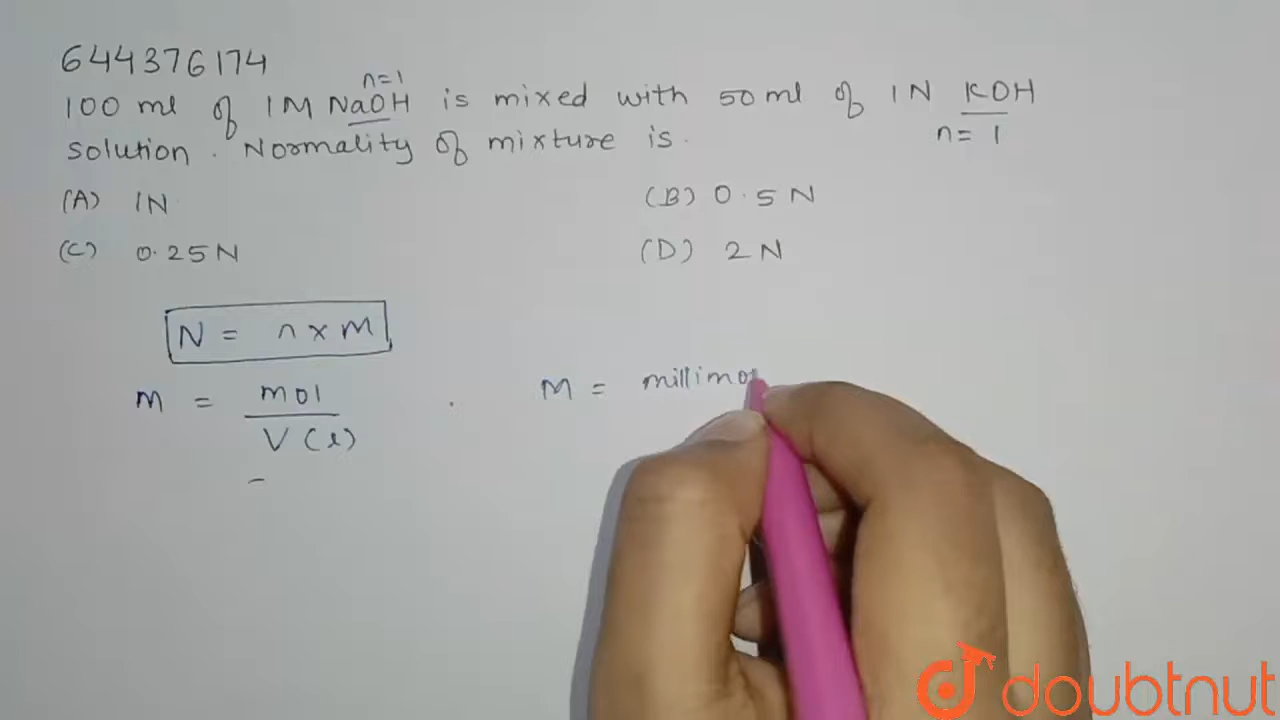 644376174
n=1
100 ml of 1M NaOH is mixed with 50 ml of 1N KOH
n= 1
solution. Normality of mixture is.
(A) 1N (B) 0.5 N
(C) 0.25N (D) 2 N
N = n x M
M = mol / V (l) . M = millimo
doubtnut